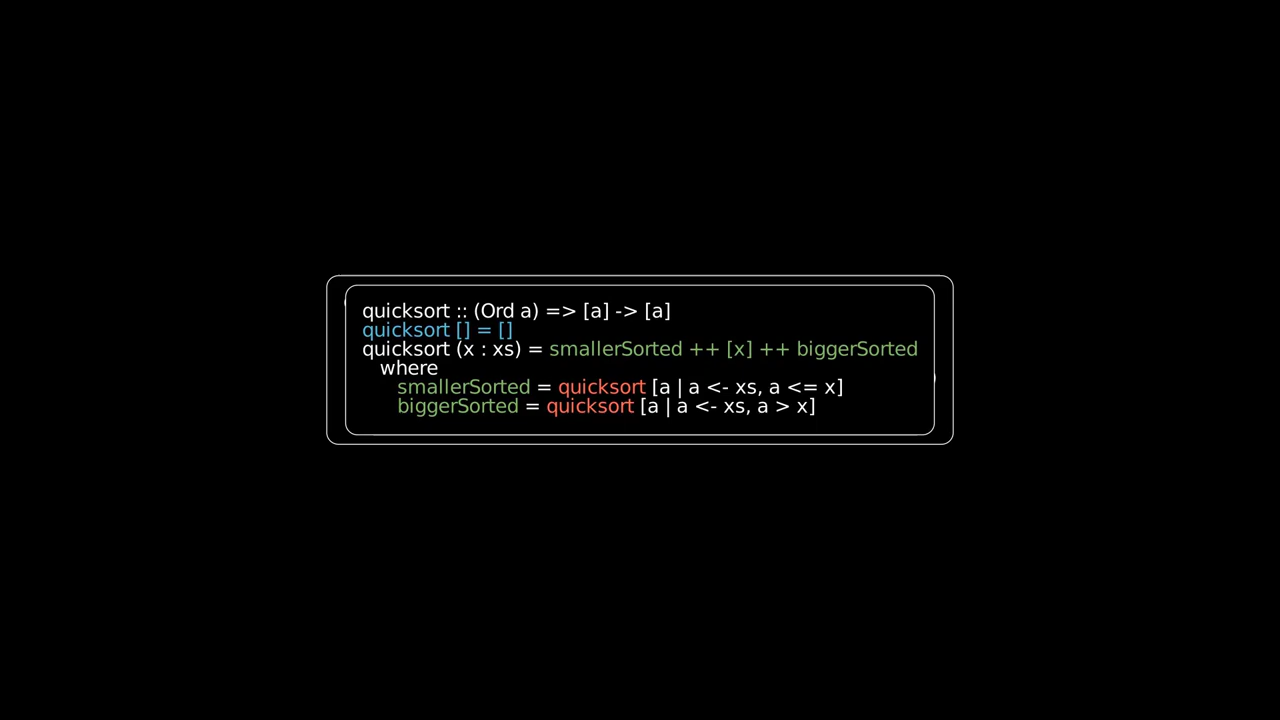 quicksort :: (Ord a) => [a] -> [a]
quicksort [] = []
quicksort (x : xs) = smallerSorted ++ [x] ++ biggerSorted
where
smallerSorted = quicksort [a | a <- xs, a <= x]
biggerSorted = quicksort [a | a <- xs, a > x]